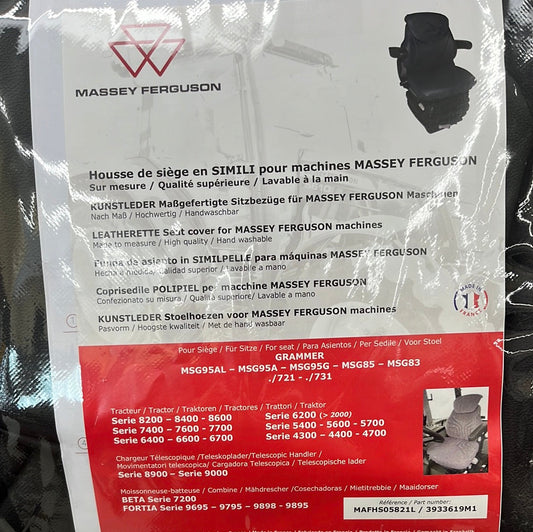 MASSEY FERGUSON
Housse de siège en SIMILI pour machines MASSEY FERGUSON
Sur mesure / Qualité supérieure / Lavable à la main
KUNSTLEDER Maßgefertigte Sitzbezüge für MASSEY FERGUSON Maschinen
Nach Maß / Hochwertig / Handwaschbar
LEATHERETTE Seat cover for MASSEY FERGUSON machines
Made to measure / High quality / Hand washable
Funda de asiento in SIMILPELLE para máquinas MASSEY FERGUSON
Hecha a medida, calidad superior / Lavable a mano
Coprisedile POLIPIEL per macchine MASSEY FERGUSON
Confezionato su misura / Qualità superiore/ Lavabile a mano
KUNSTLEDER Stoelhoezen voor MASSEY FERGUSON machines
Pasvorm / Hoogste kwaliteit / Met de hand wasbaar
MADE IN
FRANCE
Pour Siège / Für Sitze / For seat / Para Asientos / Per Sedile / Voor Stoel
GRAMMER
MSG95AL – MSG95A – MSG95G – MSG85 – MSG83
./721 - ./731
Tracteur / Tractor / Traktoren / Tractores / Trattori / Traktor
Serie 8200 – 8400 - 8600
Serie 7400 – 7600 - 7700
Serie 6400 – 6600 - 6700
Serie 6200 (> 2000)
Serie 5400 - 5600 - 5700
Serie 4300 – 4400 - 4700
Chargeur Télescopique /Teleskoplader/Telescopic Handler /
Movimentatori telescopica/ Cargadora Telescopica / Telescopische lader
Serie 8900 – Serie 9000
Moissonneuse-batteuse / Combine / Mähdrescher /Cosechadoras / Mietitrebbie / Maaidorser
BETA Serie 7200
FORTIA Serie 9695 – 9795 – 9895 - 9895
Référence / Part number:
MAFHS05821L / 3933619M1